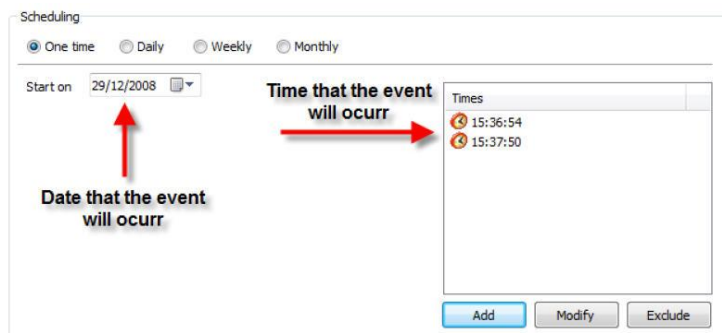 Scheduling
One time Daily Weekly Monthly
Start on 29/12/2008
Time that the event
will ocurr
Times
15:36:54
15:37:50
Date that the event
will ocurr
Add Modify Exclude